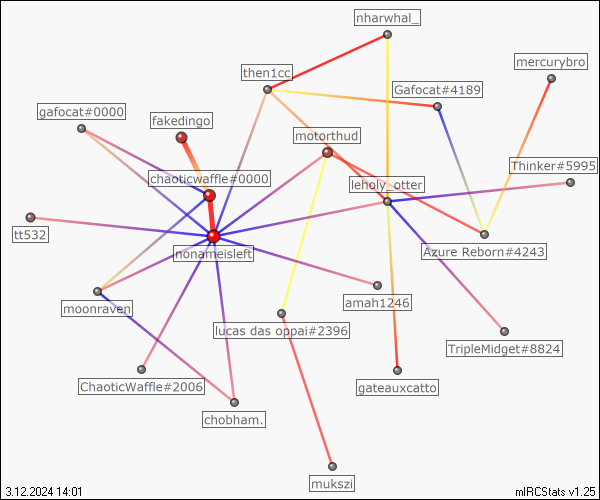 nharwhal_
mercurybro
then1cc
Gafocat#4189
gafocat#0000
fakedingo
motorthud
Thinker#5995
chaoticwaffle#0000
leholy_otter
tt532
nonameisleft
Azure Reborn#4243
moonraven
amah1246
lucas das oppai#2396
TripleMidget#8824
ChaoticWaffle#2006
gateauxcatto
chobham.
mukszi
3.12.2024 14:01
mIRCStats v1.25